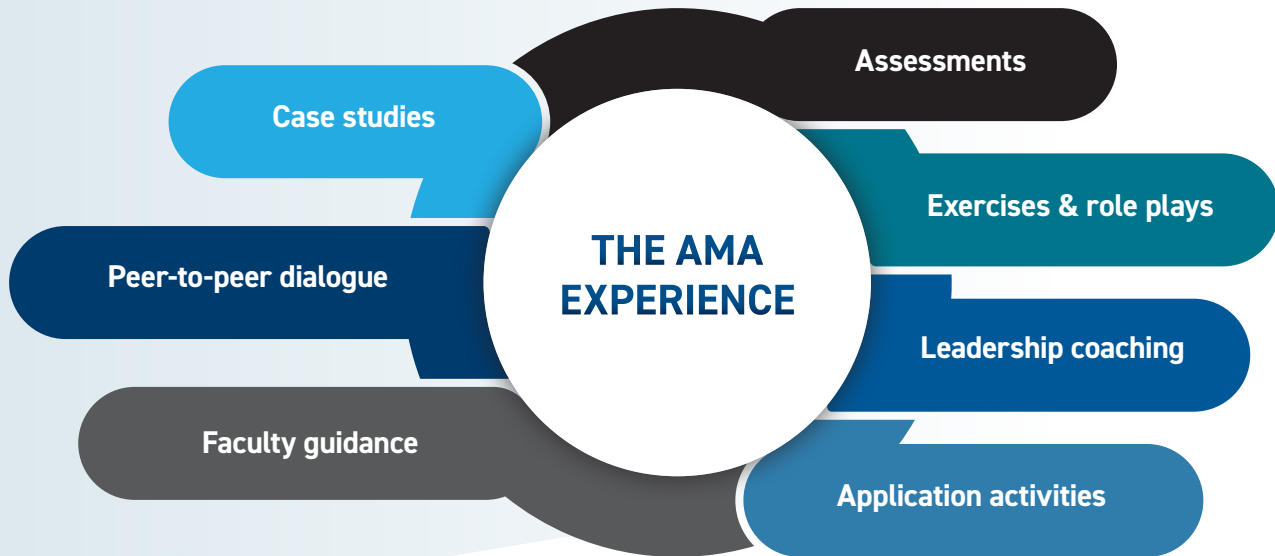 Assessments
Case studies
Exercises & role plays
THE AMA
EXPERIENCE
Peer-to-peer dialogue
Leadership coaching
Faculty guidance
Application activities